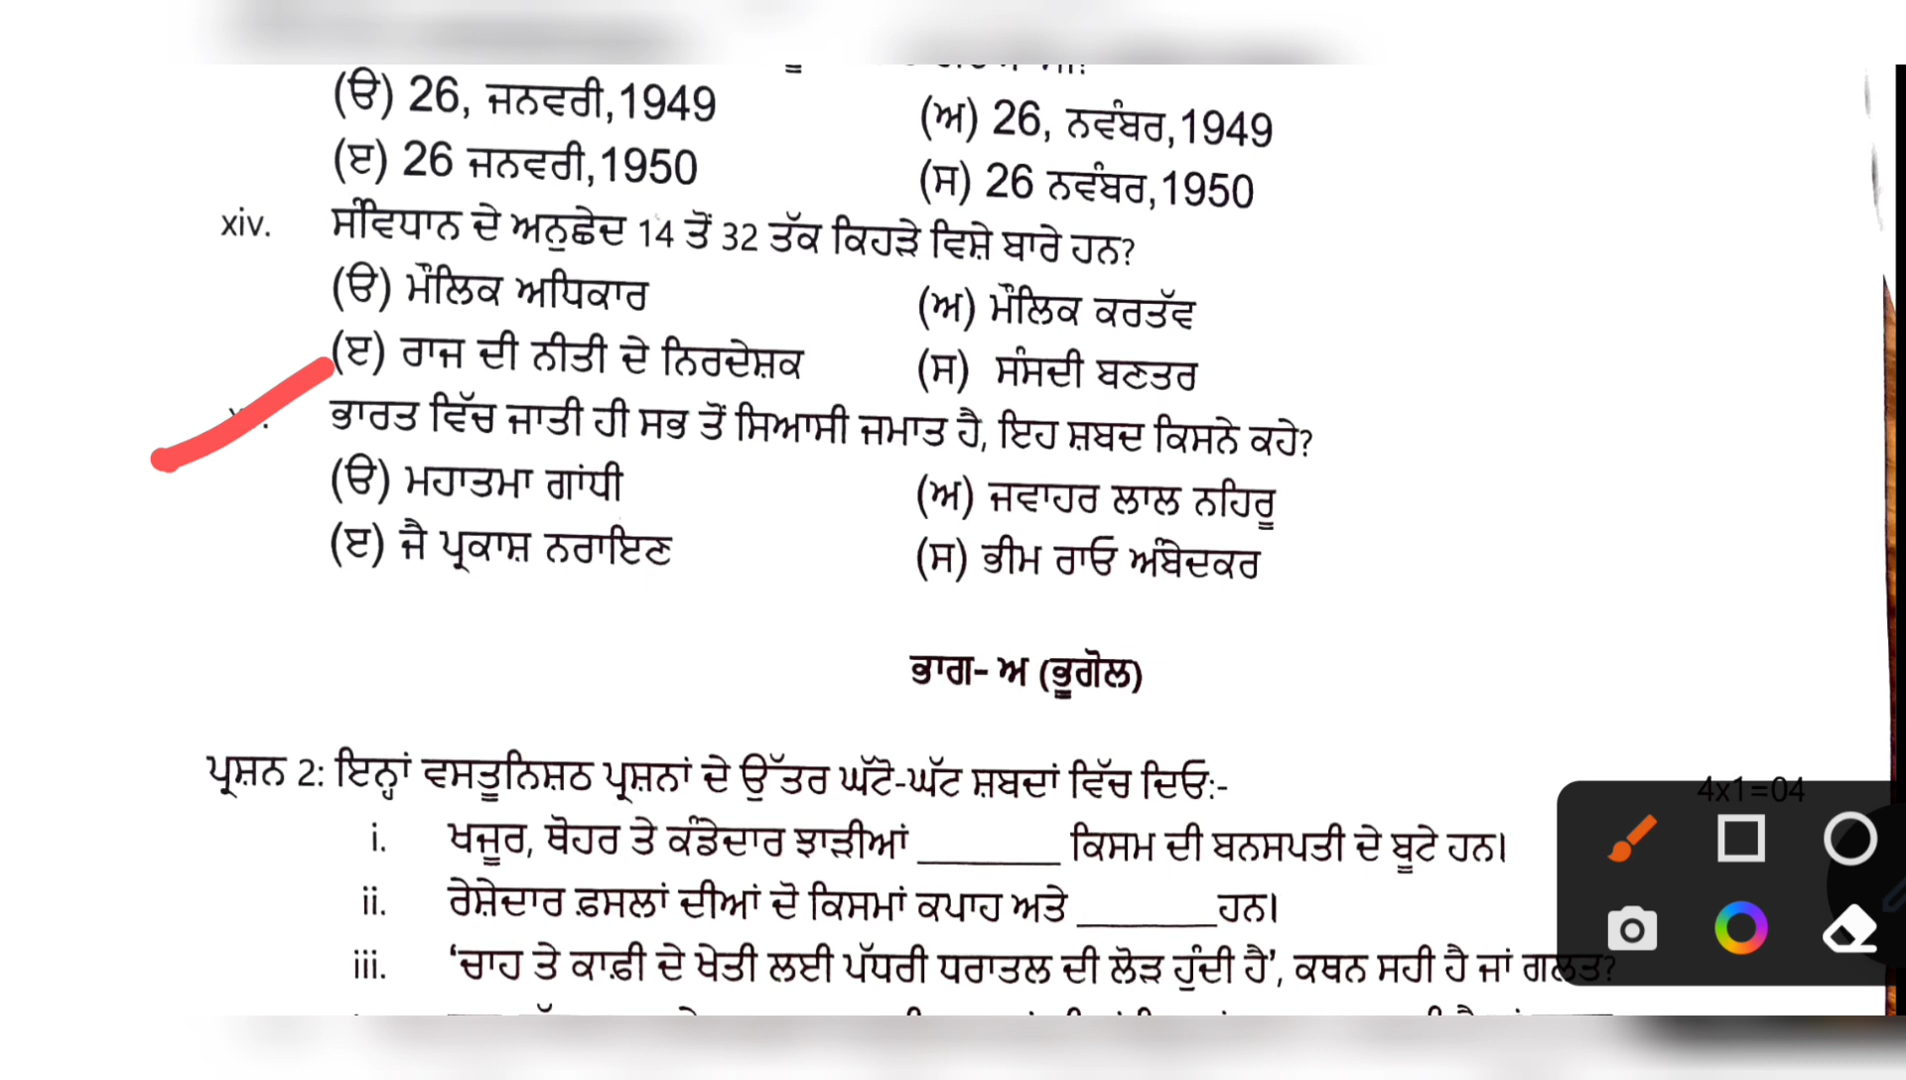 (ੳ) 26, ਜਨਵਰੀ,1949 (ਅ) 26, ਨਵੰਬਰ,1949
(ੲ) 26 ਜਨਵਰੀ,1950 (ਸ) 26 ਨਵੰਬਰ,1950
xiv. ਸੰਵਿਧਾਨ ਦੇ ਅਨੁਛੇਦ 14 ਤੋਂ 32 ਤੱਕ ਕਿਹੜੇ ਵਿਸ਼ੇ ਬਾਰੇ ਹਨ?
(ੳ) ਮੌਲਿਕ ਅਧਿਕਾਰ (ਅ) ਮੌਲਿਕ ਕਰਤੱਵ
(ੲ) ਰਾਜ ਦੀ ਨੀਤੀ ਦੇ ਨਿਰਦੇਸ਼ਕ (ਸ) ਸੰਸਦੀ ਬਣਤਰ
ਭਾਰਤ ਵਿੱਚ ਜਾਤੀ ਹੀ ਸਭ ਤੋਂ ਸਿਆਸੀ ਜਮਾਤ ਹੈ, ਇਹ ਸ਼ਬਦ ਕਿਸਨੇ ਕਹੇ?
(ੳ) ਮਹਾਤਮਾ ਗਾਂਧੀ (ਅ) ਜਵਾਹਰ ਲਾਲ ਨਹਿਰੂ
(ੲ) ਜੈ ਪ੍ਰਕਾਸ਼ ਨਰਾਇਣ (ਸ) ਭੀਮ ਰਾਓ ਅੰਬੇਦਕਰ
ਭਾਗ- ਅ (ਭੂਗੋਲ)
ਪ੍ਰਸ਼ਨ 2: ਇਨ੍ਹਾਂ ਵਸਤੂਨਿਸ਼ਠ ਪ੍ਰਸ਼ਨਾਂ ਦੇ ਉੱਤਰ ਘੱਟੋ-ਘੱਟ ਸ਼ਬਦਾਂ ਵਿੱਚ ਦਿਓ:- 4x1=04
i. ਖਜੂਰ, ਥੋਹਰ ਤੇ ਕੰਡੇਦਾਰ ਝਾੜੀਆਂ ________ ਕਿਸਮ ਦੀ ਬਨਸਪਤੀ ਦੇ ਬੂਟੇ ਹਨ।
ii. ਰੇਸ਼ੇਦਾਰ ਫ਼ਸਲਾਂ ਦੀਆਂ ਦੋ ਕਿਸਮਾਂ ਕਪਾਹ ਅਤੇ ________ਹਨ।
iii. ‘ਚਾਹ ਤੇ ਕਾਫ਼ੀ ਦੇ ਖੇਤੀ ਲਈ ਪੱਧਰੀ ਧਰਾਤਲ ਦੀ ਲੋੜ ਹੁੰਦੀ ਹੈ’, ਕਥਨ ਸਹੀ ਹੈ ਜਾਂ ਗਲਤ?